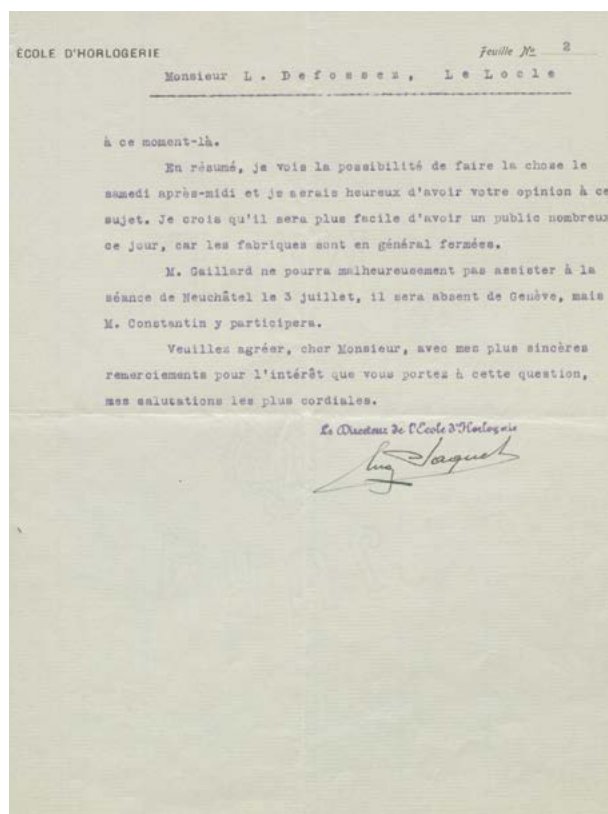 ÉCOLE D'HORLOGERIE
Feuille No 2
Monsieur L. Defossez, Le Locle
à ce moment-là.
En résumé, je vois la possibilité de faire la chose le
samedi après-midi et je serais heureux d'avoir votre opinion à ce
sujet. Je crois qu'il sera plus facile d'avoir un public nombreux
ce jour, car les fabriques sont en général fermées.
M. Gaillard ne pourra malheureusement pas assister à la
séance de Neuchâtel le 3 juillet, il sera absent de Genève, mais
M. Constantin y participera.
Veuillez agréer, cher Monsieur, avec mes plus sincères
remerciements pour l'intérêt que vous portez à cette question,
mes salutations les plus cordiales.
Le Directeur de l'Ecole d'Horlogerie
Eug Jaquet